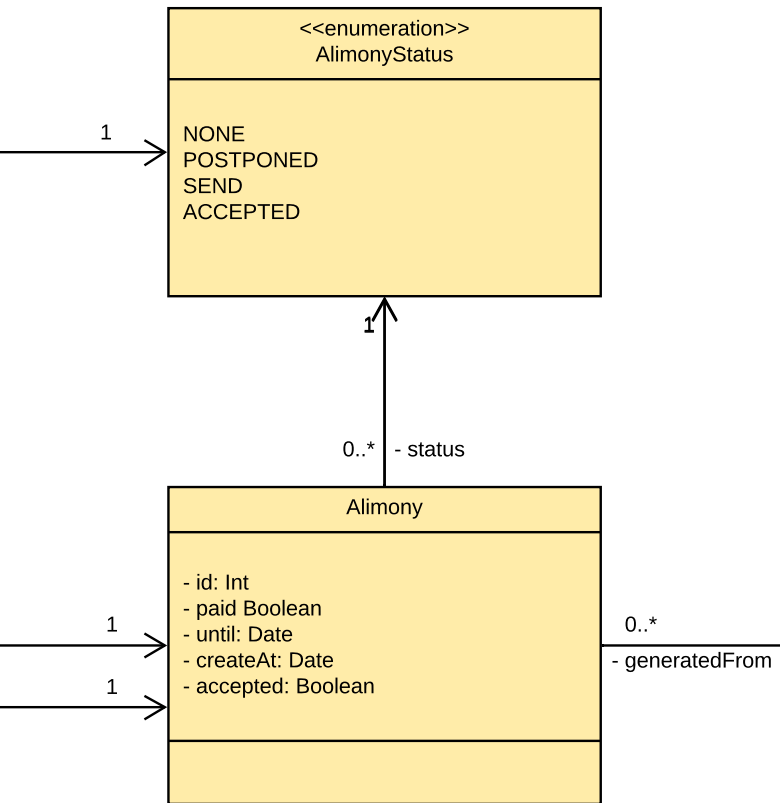 <<enumeration>>
AlimonyStatus
1
NONE
POSTPONED
SEND
ACCEPTED
1
0..*
- status
Alimony
- id: Int
- paid Boolean
- until: Date
- createAt: Date
- accepted: Boolean
1
1
0..*
- generatedFrom